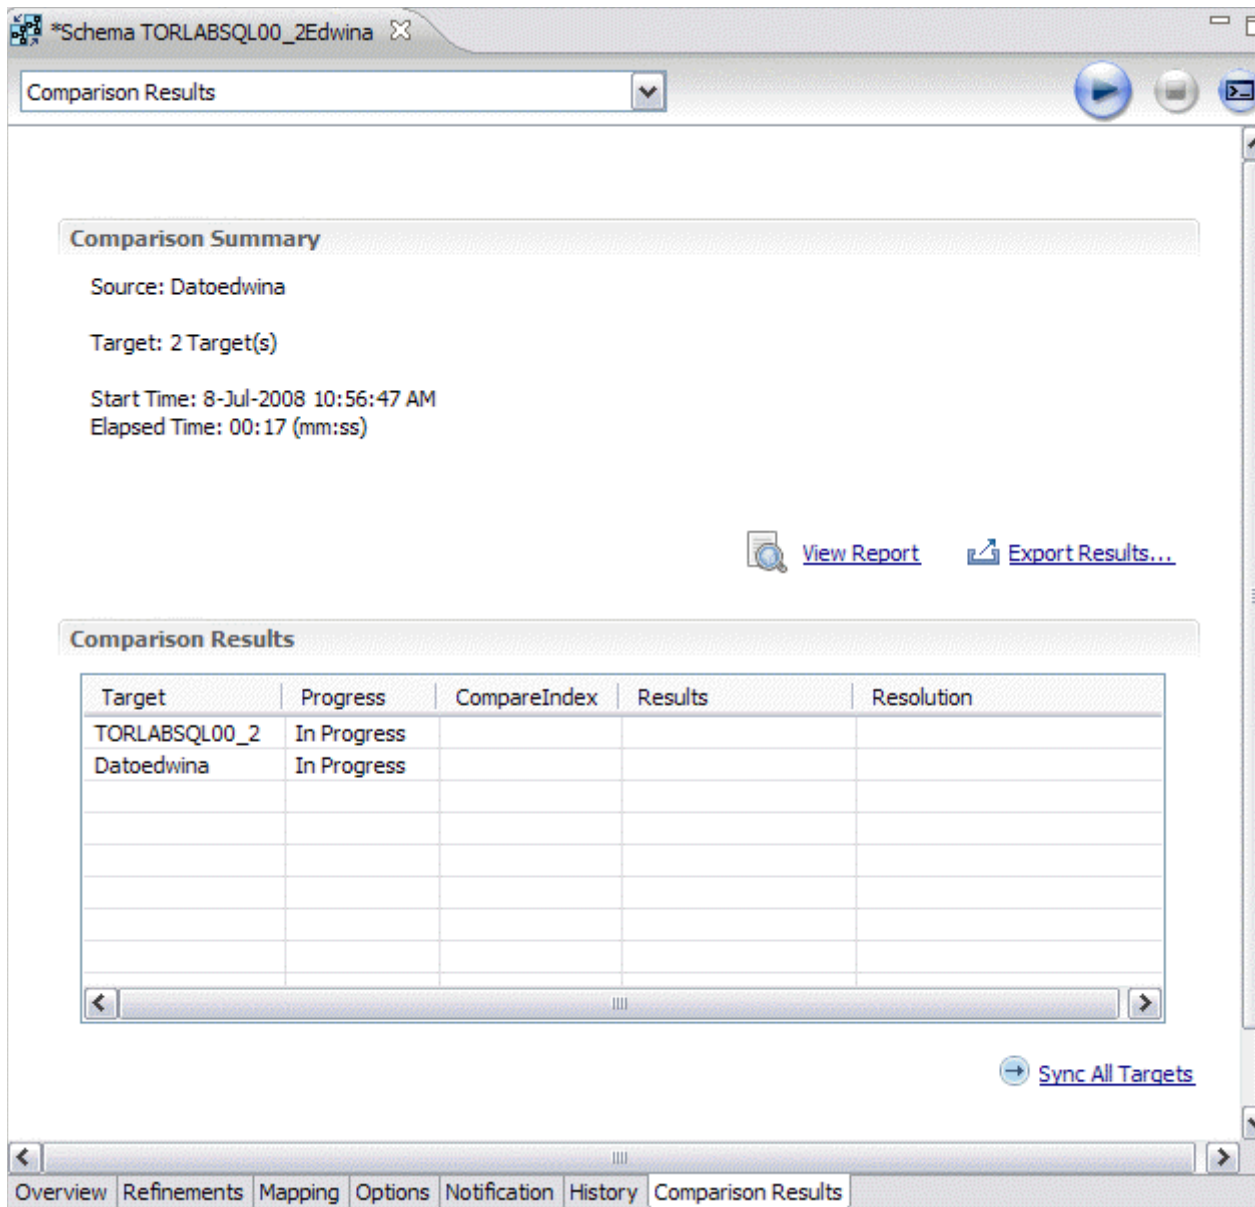 *Schema TORLABSQL00_2Edwina
Comparison Results
Comparison Summary
Source: Datoedwina
Target: 2 Target(s)
Start Time: 8-Jul-2008 10:56:47 AM
Elapsed Time: 00:17 (mm:ss)
View Report Export Results...
Comparison Results
Target Progress CompareIndex Results Resolution
TORLABSQL00_2 In Progress
Datoedwina In Progress
Sync All Targets
Overview Refinements Mapping Options Notification History Comparison Results